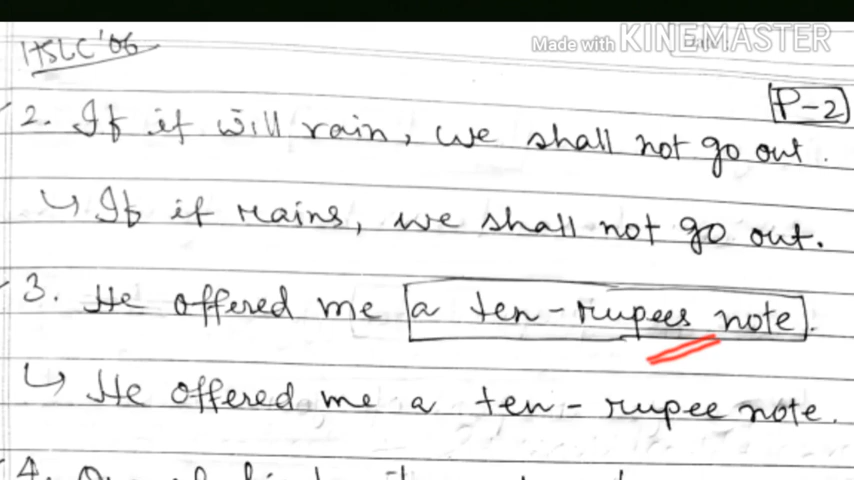 Made with KINEMASTER
HSLC '06
P-2
2. If it will rain, we shall not go out.
↳ If it rains, we shall not go out.
3. He offered me a ten-rupees note.
↳ He offered me a ten-rupee note.
4.